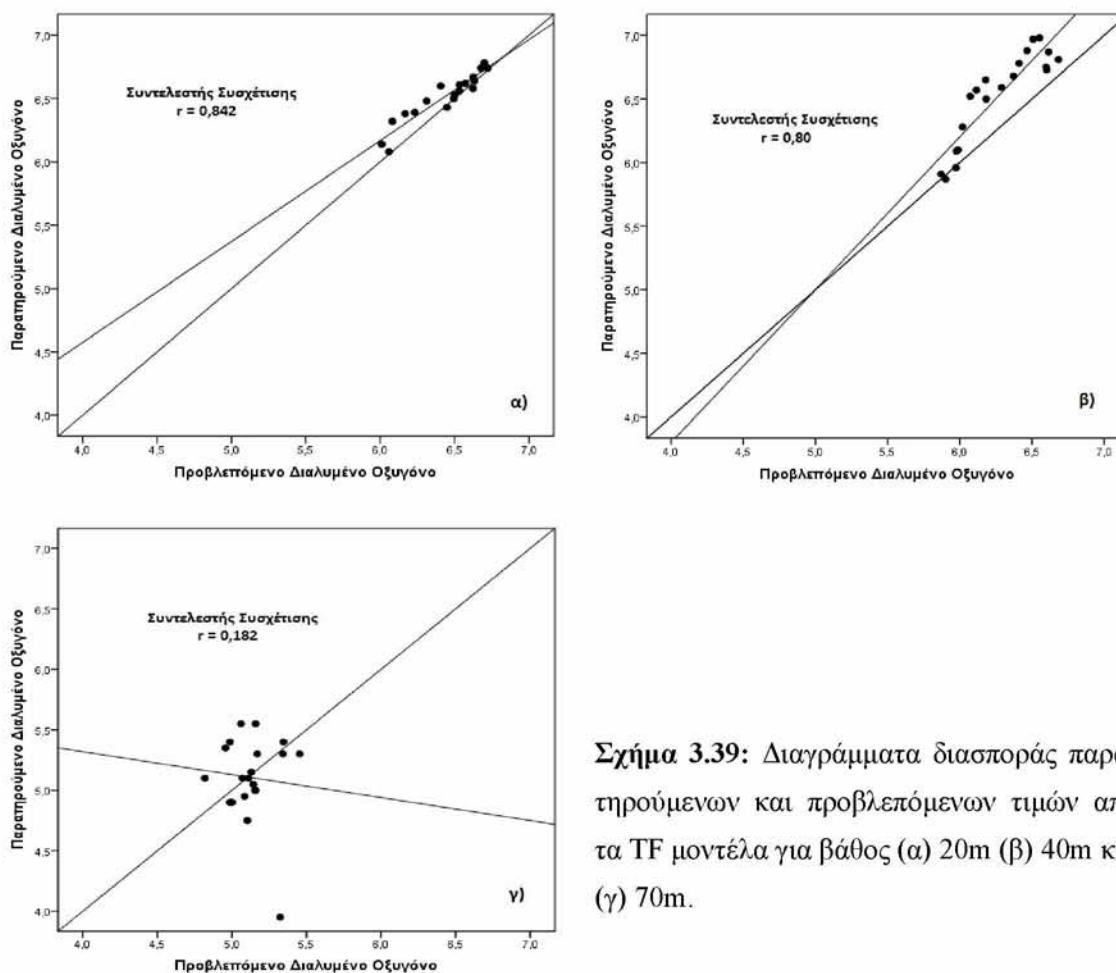 Παρατηρούμενο Διαλυμένο Οξυγόνο
7,0
6,5
6,0
5,5
5,0
4,5
4,0
Συντελεστής Συσχέτισης
r = 0,842
α)
4,0 4,5 5,0 5,5 6,0 6,5 7,0
Προβλεπόμενο Διαλυμένο Οξυγόνο
Παρατηρούμενο Διαλυμένο Οξυγόνο
7,0
6,5
6,0
5,5
5,0
4,5
4,0
Συντελεστής Συσχέτισης
r = 0,80
β)
4,0 4,5 5,0 5,5 6,0 6,5 7,0
Προβλεπόμενο Διαλυμένο Οξυγόνο
Παρατηρούμενο Διαλυμένο Οξυγόνο
7,0
6,5
6,0
5,5
5,0
4,5
4,0
Συντελεστής Συσχέτισης
r = 0,182
γ)
4,0 4,5 5,0 5,5 6,0 6,5 7,0
Προβλεπόμενο Διαλυμένο Οξυγόνο
Σχήμα 3.39: Διαγράμματα διασποράς παρα
τηρούμενων και προβλεπόμενων τιμών απ
τα TF μοντέλα για βάθος (α) 20m (β) 40m κ
(γ) 70m.